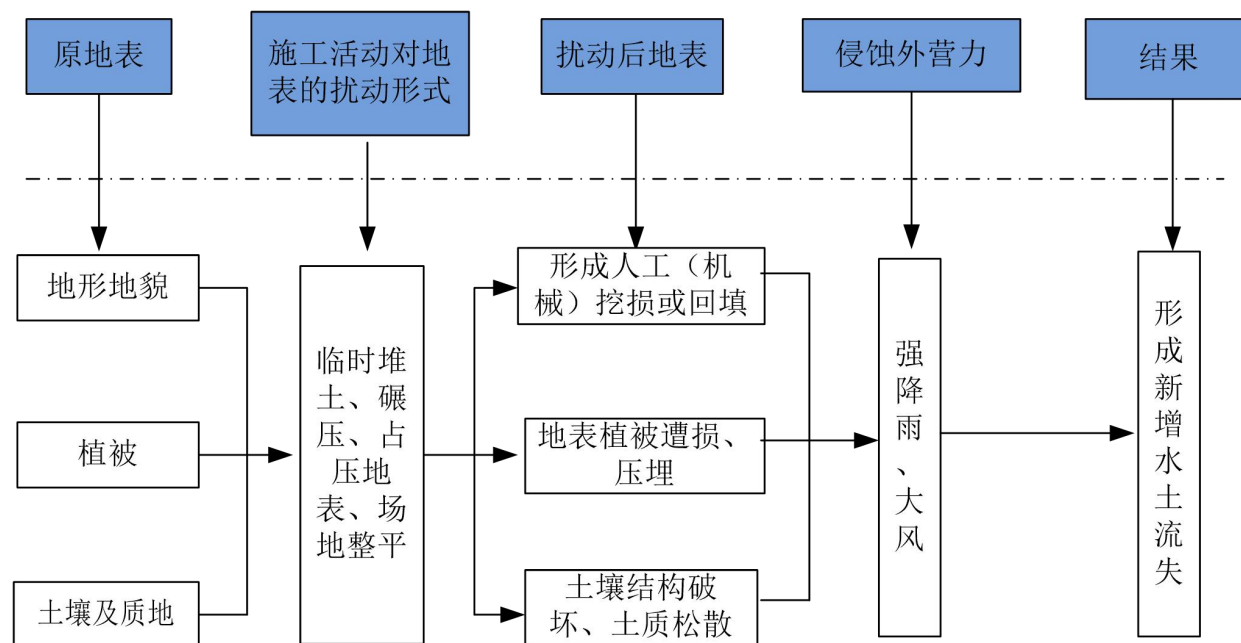 原地表
施工活动对地
表的扰动形式
扰动后地表
侵蚀外营力
结果
地形地貌
植被
土壤及质地
临时堆
土、碾
压、占
压地
表、场
地整平
形成人工（机
械）挖损或回填
地表植被遭损、
压埋
土壤结构破
坏、土质松散
强
降
雨
、
大
风
形
成
新
增
水
土
流
失